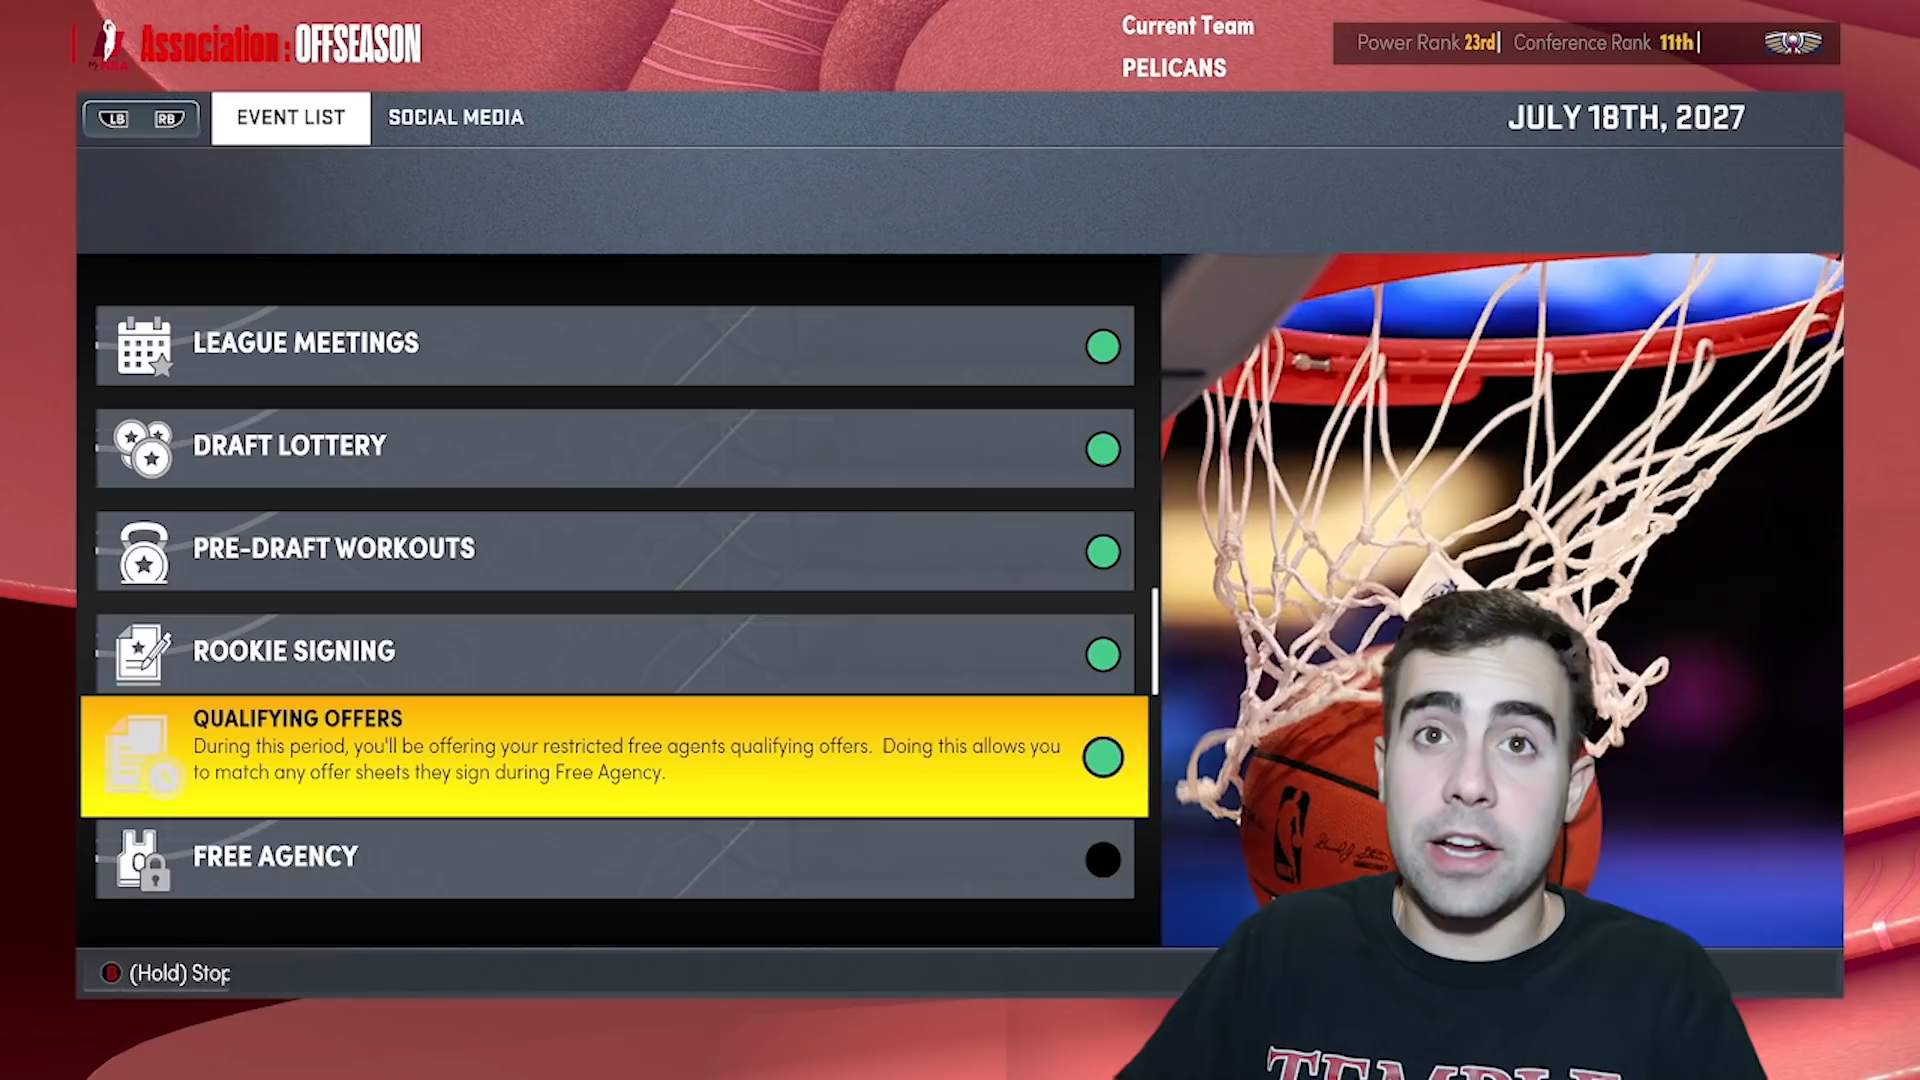 Association : OFFSEASON
Current Team
PELICANS
Power Rank 23rd| Conference Rank 11th|
LB RB EVENT LIST SOCIAL MEDIA
JULY 18TH, 2027
LEAGUE MEETINGS
DRAFT LOTTERY
PRE-DRAFT WORKOUTS
ROOKIE SIGNING
QUALIFYING OFFERS
During this period, you'll be offering your restricted free agents qualifying offers. Doing this allows you
to match any offer sheets they sign during Free Agency.
FREE AGENCY
B (Hold) Stop
TEMPLE